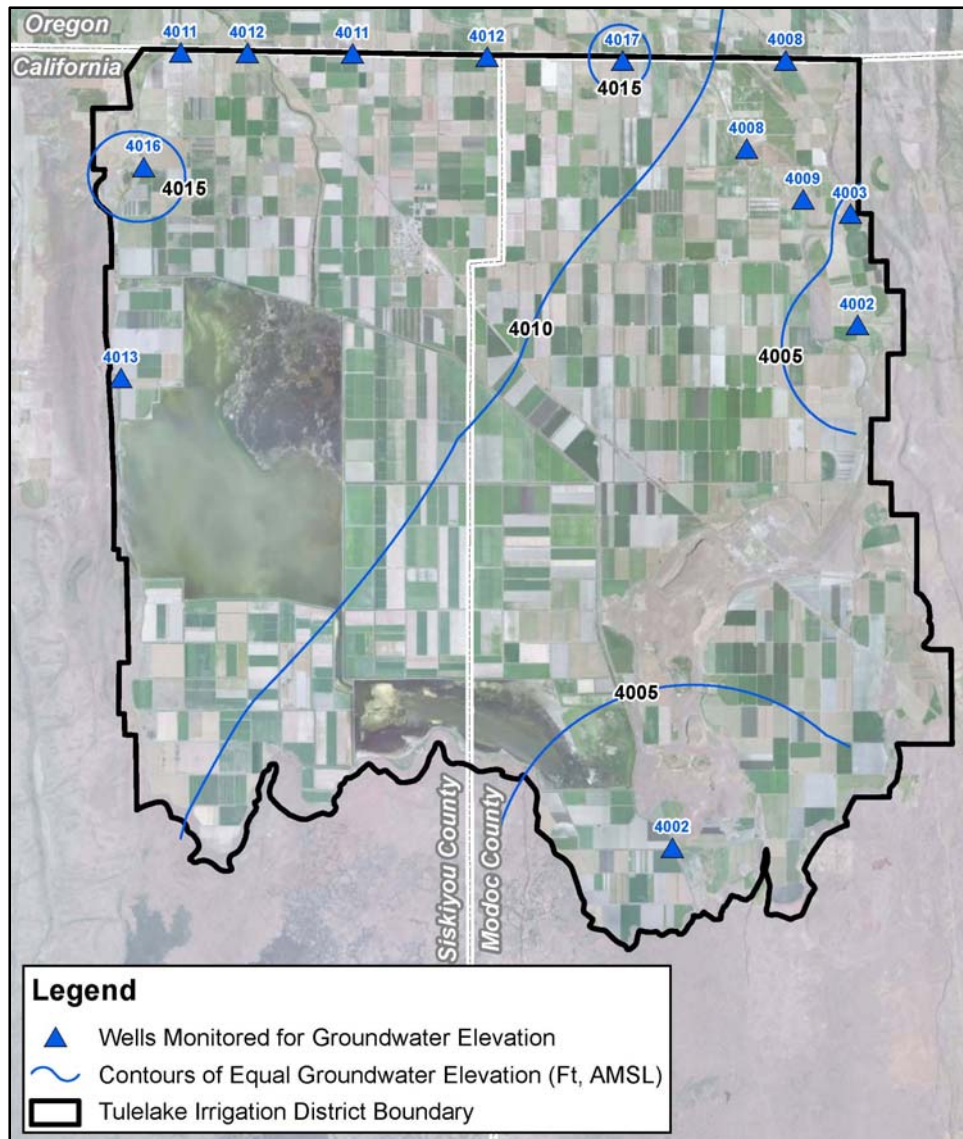 Oregon
California
4011
4012
4011
4012
4017
4008
4015
4008
4016
4015
4009
4003
4010
4002
4005
4013
4005
4002
Siskiyou County
Modoc County
Legend
Wells Monitored for Groundwater Elevation
Contours of Equal Groundwater Elevation (Ft, AMSL)
Tulelake Irrigation District Boundary